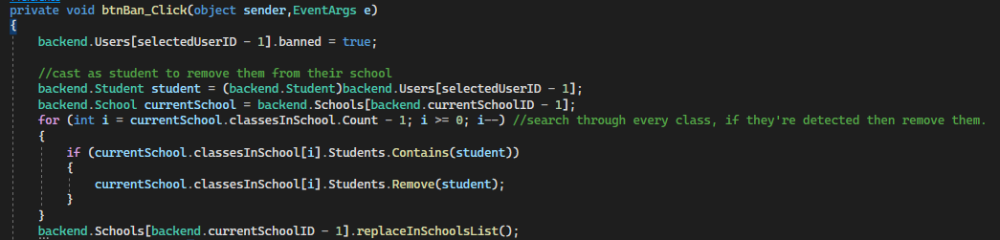 private void btnBan_Click(object sender,EventArgs e)
{
backend.Users[selectedUserID - 1].banned = true;
//cast as student to remove them from their school
backend.Student student = (backend.Student)backend.Users[selectedUserID - 1];
backend.School currentSchool = backend.Schools[backend.currentSchoolID - 1];
for (int i = currentSchool.classesInSchool.Count - 1; i >= 0; i--) //search through every class, if they're detected then remove them.
{
if (currentSchool.classesInSchool[i].Students.Contains(student))
{
currentSchool.classesInSchool[i].Students.Remove(student);
}
}
backend.Schools[backend.currentSchoolID - 1].replaceInSchoolsList();